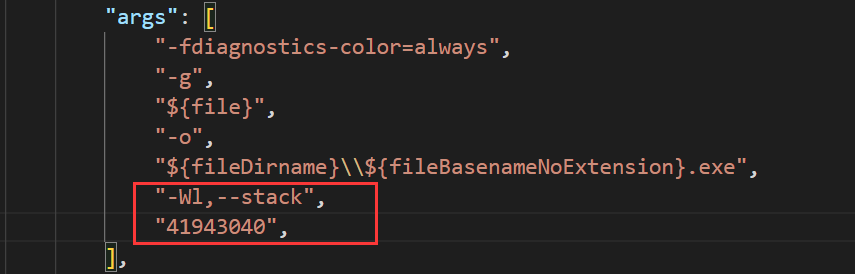 "args": [
"-fdiagnostics-color=always",
"-g",
"${file}",
"-o",
"${fileDirname}\\${fileBasenameNoExtension}.exe",
"-Wl,--stack",
"41943040",
],